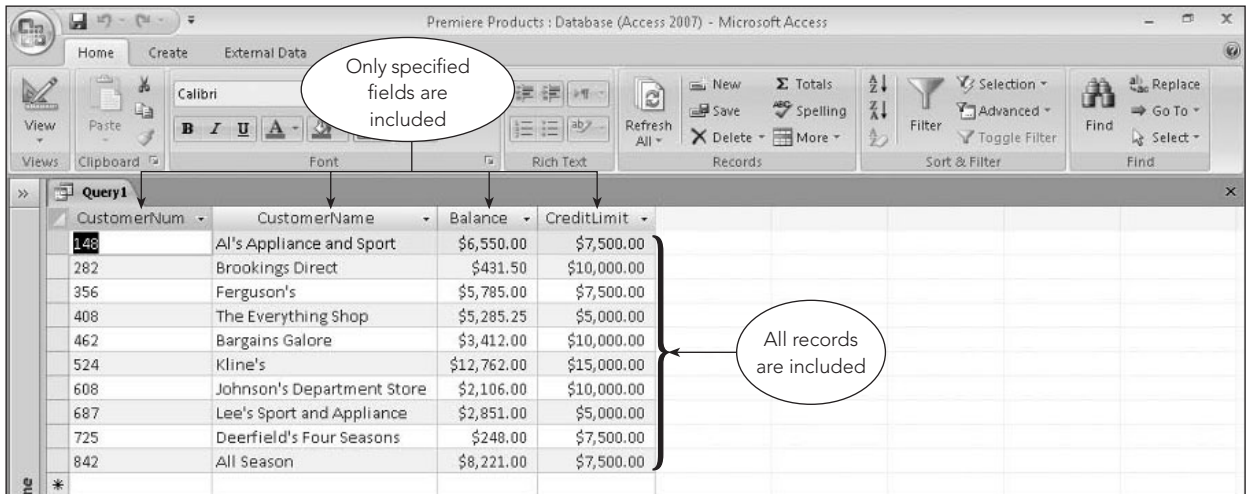 Premiere Products : Database (Access 2007) - Microsoft Access
Home Create External Data
Only specified
fields are
included
View
Paste
Calibri
B I U A
Refresh
All
New
Save
Delete
Σ Totals
Spelling
More
Filter
Selection
Advanced
Toggle Filter
Find
Replace
Go To
Select
Views Clipboard Font Rich Text Records Sort & Filter Find
Query1
CustomerNum CustomerName Balance CreditLimit
148 Al's Appliance and Sport $6,550.00 $7,500.00
282 Brookings Direct $431.50 $10,000.00
356 Ferguson's $5,785.00 $7,500.00
408 The Everything Shop $5,285.25 $5,000.00
462 Bargains Galore $3,412.00 $10,000.00
524 Kline's $12,762.00 $15,000.00
608 Johnson's Department Store $2,106.00 $10,000.00
687 Lee's Sport and Appliance $2,851.00 $5,000.00
725 Deerfield's Four Seasons $248.00 $7,500.00
842 All Season $8,221.00 $7,500.00
All records
are included